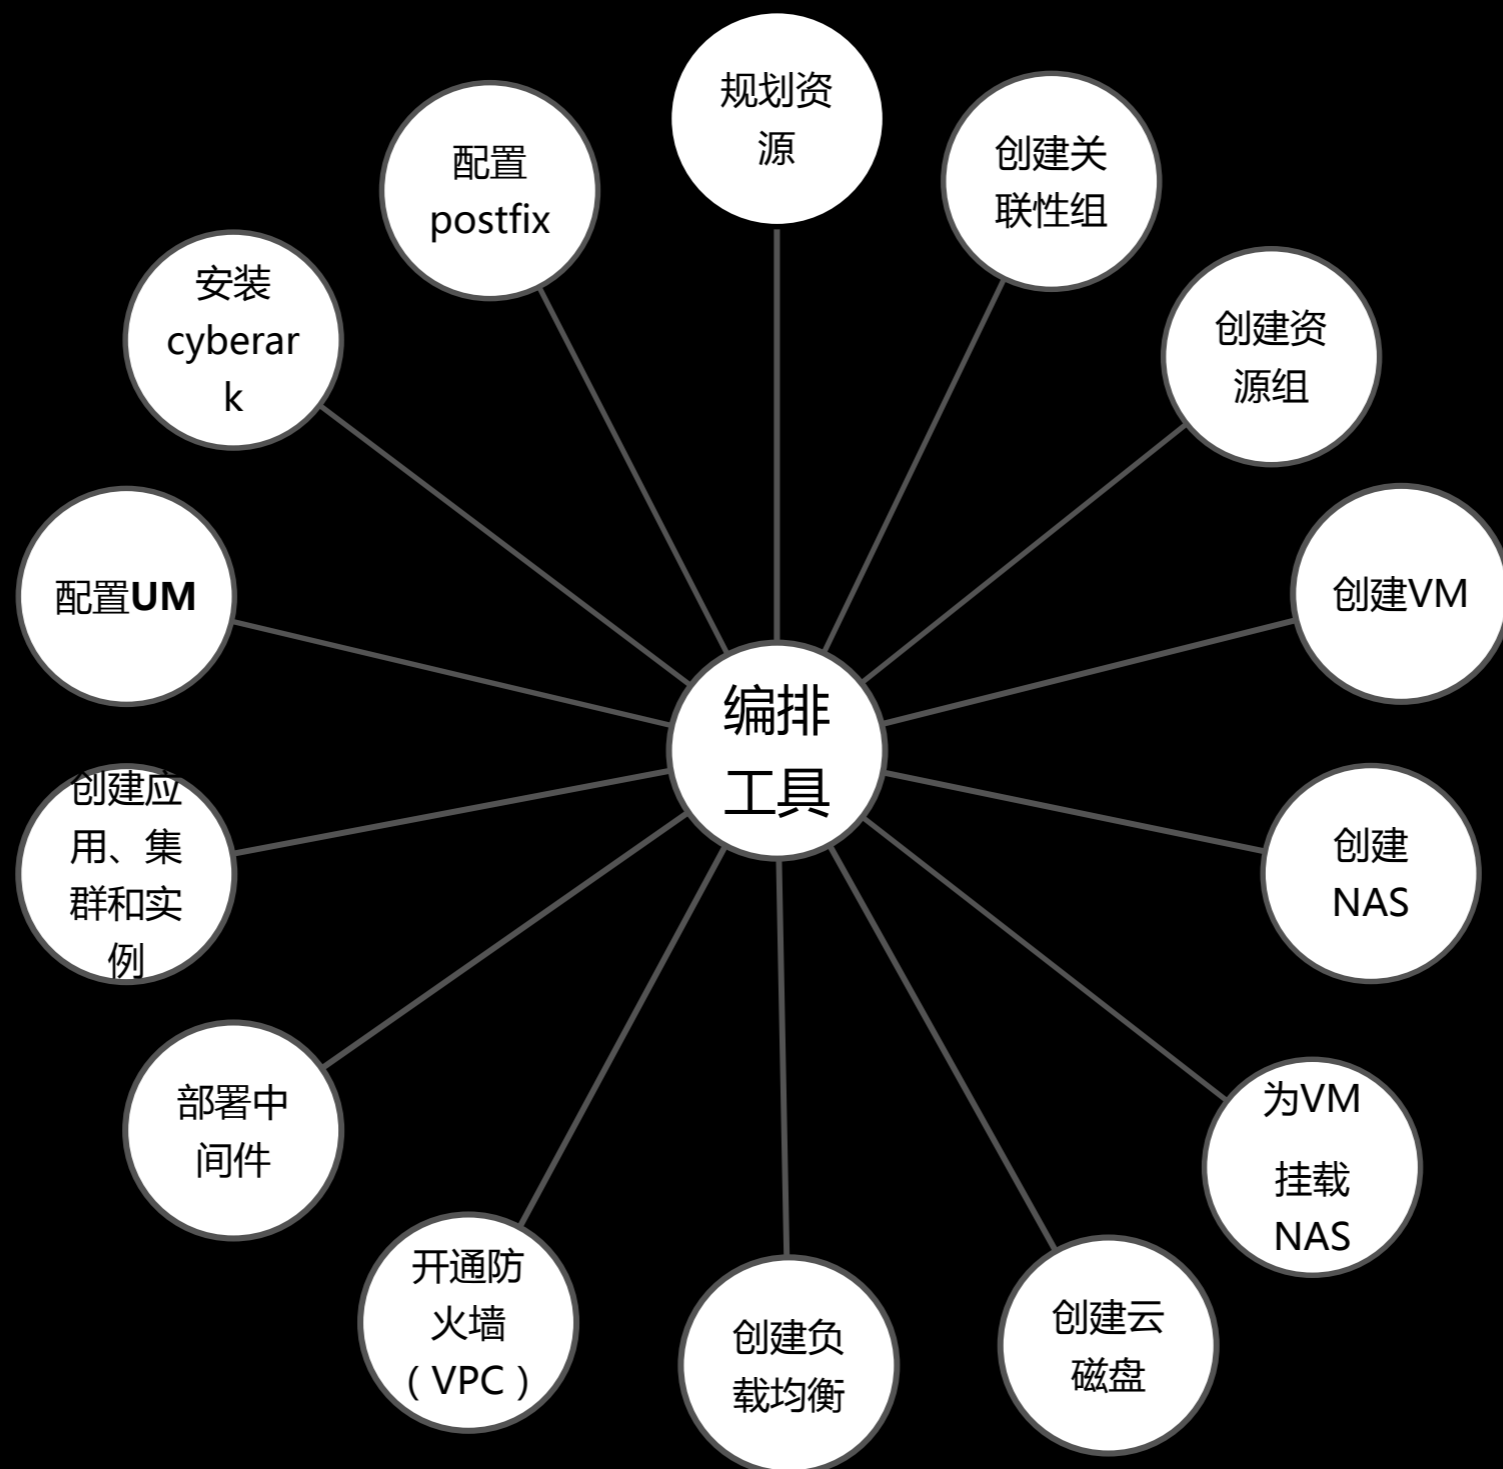 规划资
源
创建关
联性组
创建资
源组
创建VM
创建
NAS
为VM
挂载
NAS
创建云
磁盘
创建负
载均衡
开通防
火墙
（VPC）
部署中
间件
创建应
用、集
群和实
例
配置UM
安装
cyberar
k
配置
postfix
编排
工具